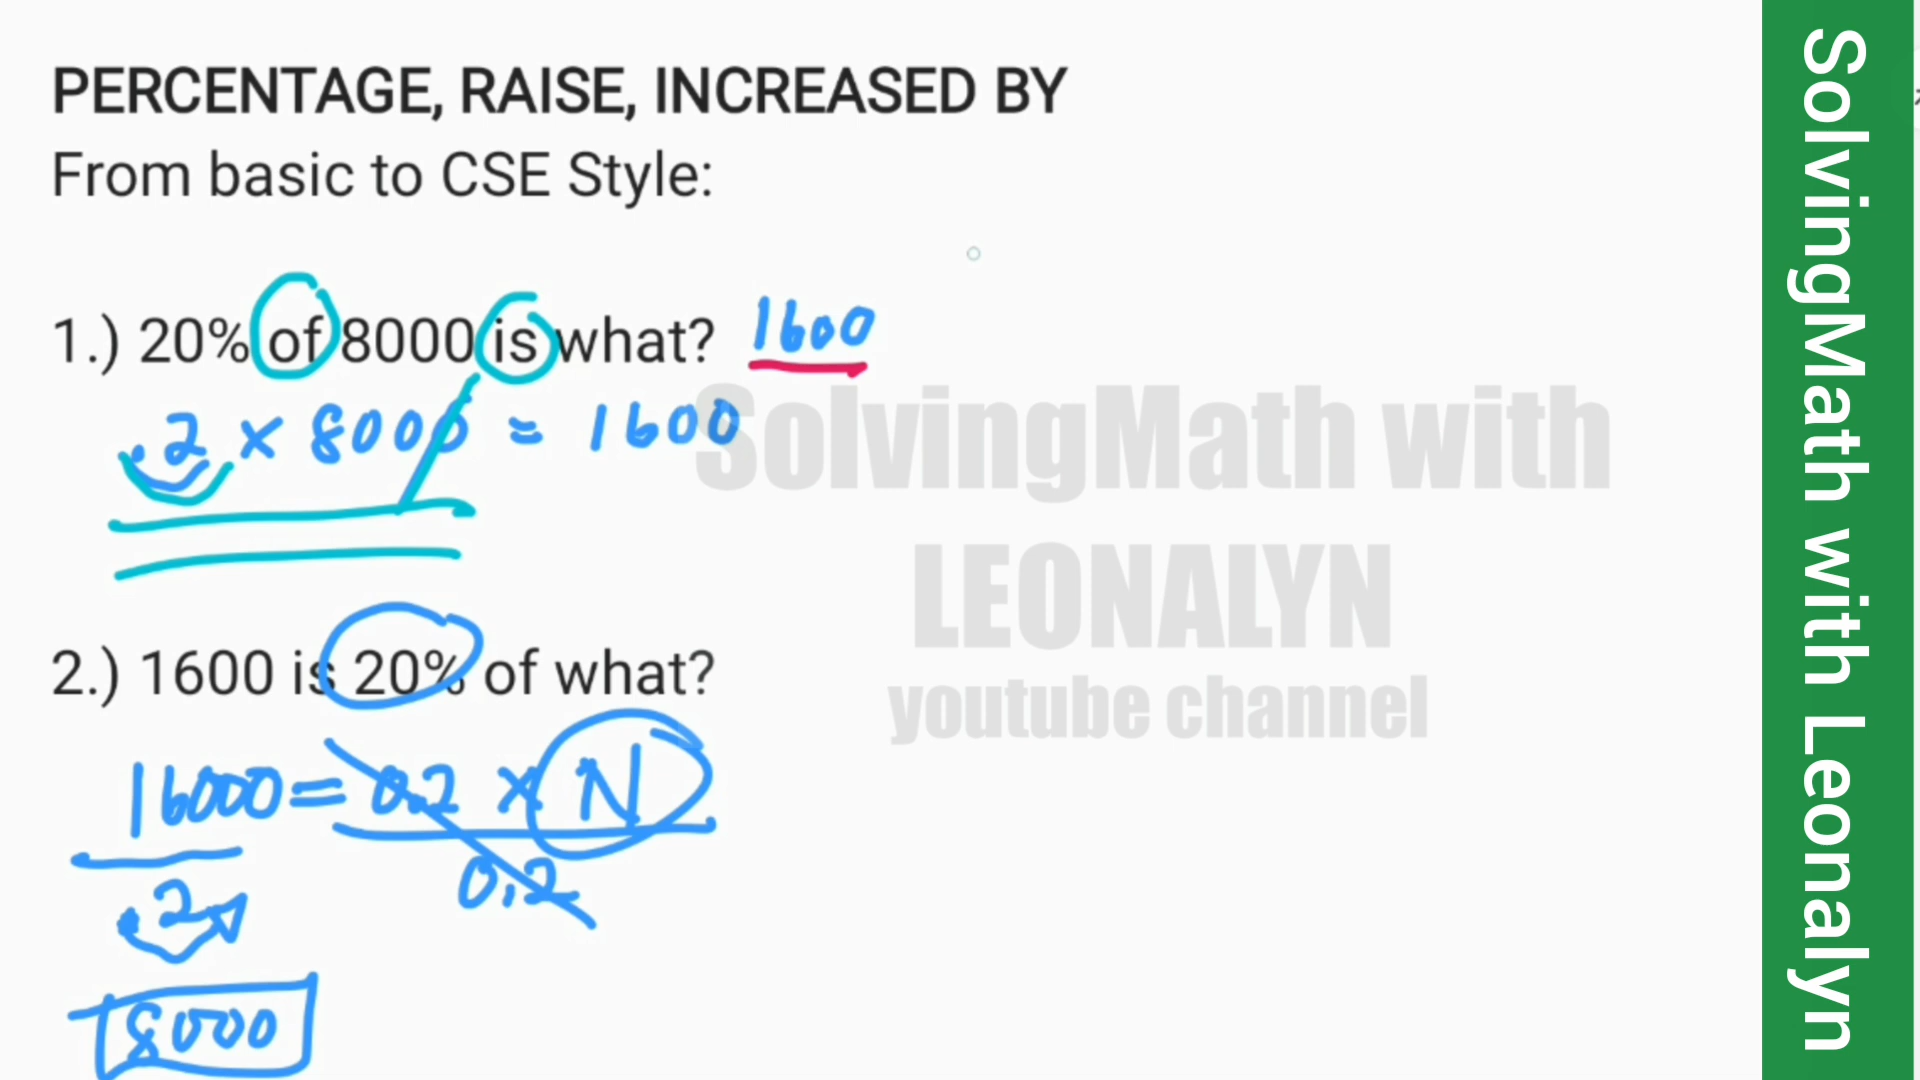 PERCENTAGE, RAISE, INCREASED BY
From basic to CSE Style:
1.) 20% of 8000 is what? 1600
.2 x 8000 = 1600
2.) 1600 is 20% of what?
16000 = 0.2 x N
.2 0.2
8000
SolvingMath with
LEONALYN
youtube channel
SolvingMath with Leonalyn